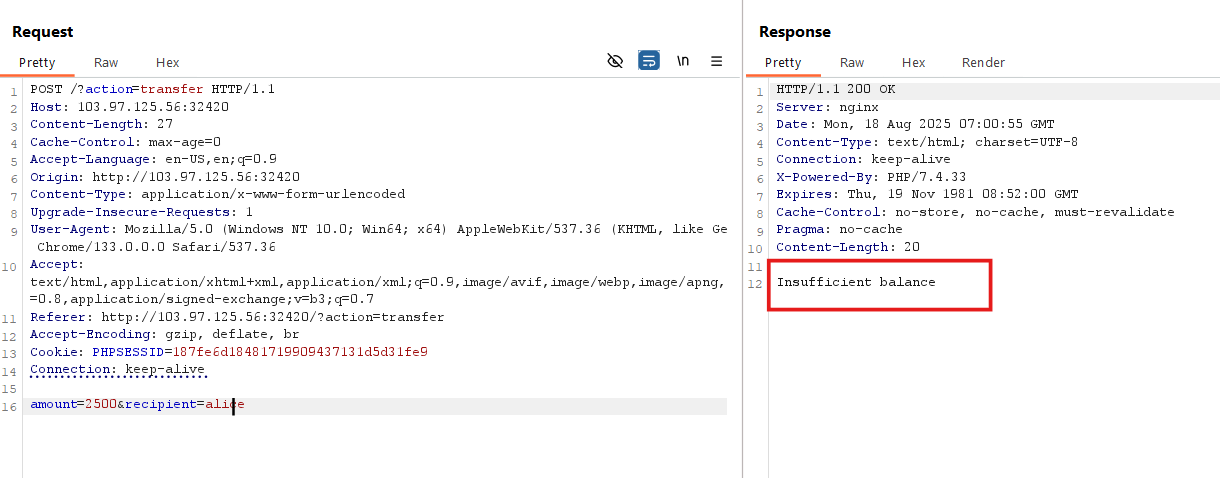 Request
Pretty Raw Hex
\n
1 POST /?action=transfer HTTP/1.1
2 Host: 103.97.125.56:32420
3 Content-Length: 27
4 Cache-Control: max-age=0
5 Accept-Language: en-US,en;q=0.9
6 Origin: http://103.97.125.56:32420
7 Content-Type: application/x-www-form-urlencoded
8 Upgrade-Insecure-Requests: 1
9 User-Agent: Mozilla/5.0 (Windows NT 10.0; Win64; x64) AppleWebKit/537.36 (KHTML, like Ge
Chrome/133.0.0.0 Safari/537.36
10 Accept:
text/html,application/xhtml+xml,application/xml;q=0.9,image/avif,image/webp,image/apng,
=0.8,application/signed-exchange;v=b3;q=0.7
11 Referer: http://103.97.125.56:32420/?action=transfer
12 Accept-Encoding: gzip, deflate, br
13 Cookie: PHPSESSID=187fe6d18481719909437131d5d31fe9
14 Connection: keep-alive
15
16 amount=2500&recipient=alice
Response
Pretty Raw Hex Render
1 HTTP/1.1 200 OK
2 Server: nginx
3 Date: Mon, 18 Aug 2025 07:00:55 GMT
4 Content-Type: text/html; charset=UTF-8
5 Connection: keep-alive
6 X-Powered-By: PHP/7.4.33
7 Expires: Thu, 19 Nov 1981 08:52:00 GMT
8 Cache-Control: no-store, no-cache, must-revalidate
9 Pragma: no-cache
10 Content-Length: 20
11
12 Insufficient balance